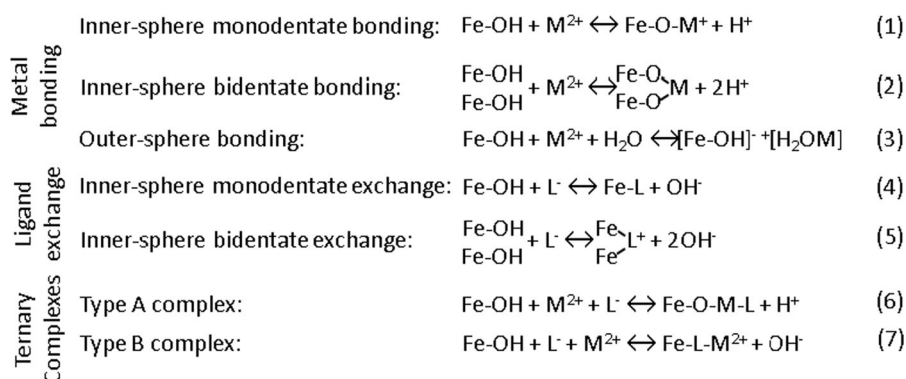 Metal bonding
Inner-sphere monodentate bonding: Fe-OH + M²⁺ ↔ Fe-O-M⁺ + H⁺ (1)
Fe-OH Fe-O
Inner-sphere bidentate bonding: + M²⁺ ↔ M + 2H⁺ (2)
Fe-OH Fe-O
Outer-sphere bonding: Fe-OH + M²⁺ + H₂O ↔ [Fe-OH]⁻ ⁺[H₂OM] (3)
Ligand exchange
Inner-sphere monodentate exchange: Fe-OH + L⁻ ↔ Fe-L + OH⁻ (4)
Fe-OH Fe
Inner-sphere bidentate exchange: + L⁻ ↔ L⁺ + 2OH⁻ (5)
Fe-OH Fe
Ternary Complexes
Type A complex: Fe-OH + M²⁺ + L⁻ ↔ Fe-O-M-L + H⁺ (6)
Type B complex: Fe-OH + L⁻ + M²⁺ ↔ Fe-L-M²⁺ + OH⁻ (7)